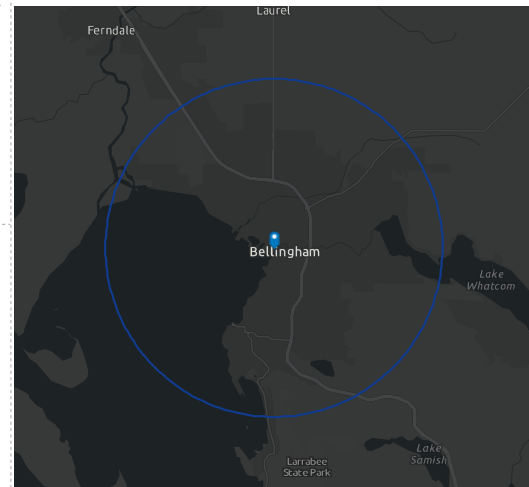 Laurel
Ferndale
Bellingham
Lake
Whatcom
Lake
Samish
Larrabee
State Park